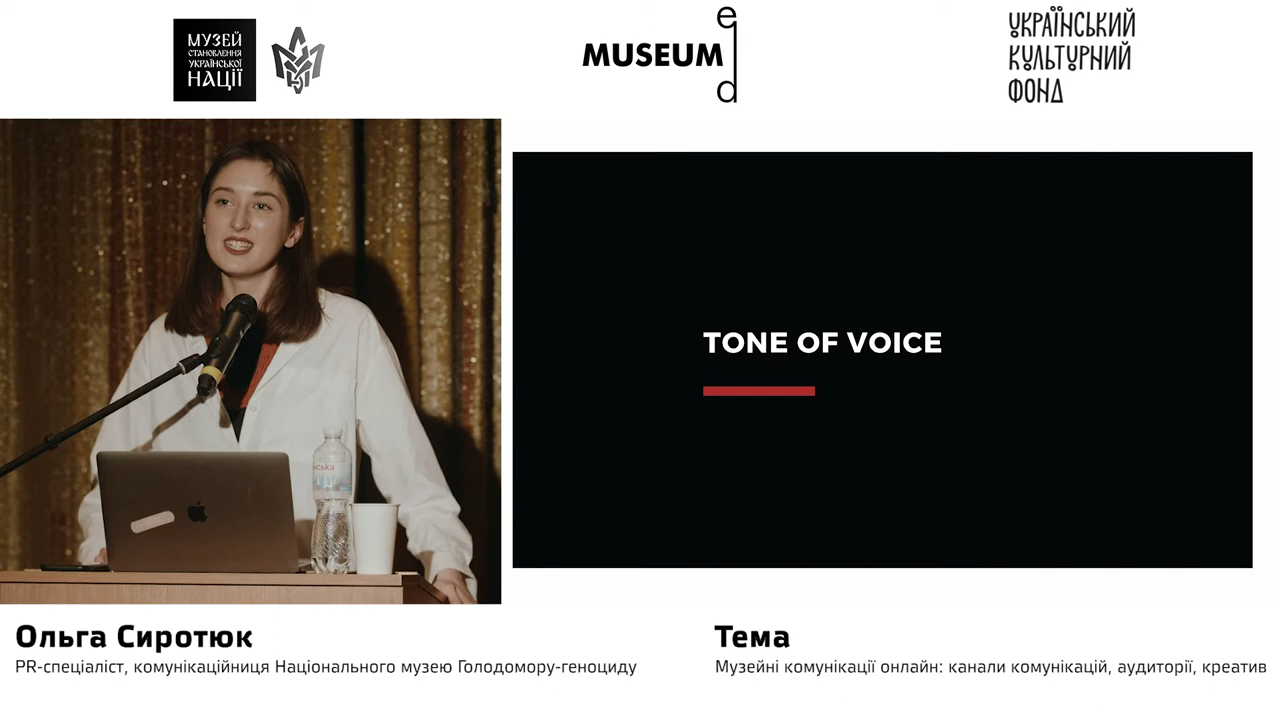 МУЗЕЙ
СТАНОВЛЕННЯ
УКРАЇНСЬКОЇ
НАЦІЇ
MUSEUM
ed
УКРАЇНСЬКИЙ
КУЛЬТУРНИЙ
ФОНД
TONE OF VOICE
Ольга Сиротюк
PR-спеціаліст, комунікаційниця Національного музею Голодомору-геноциду
Тема
Музейні комунікації онлайн: канали комунікацій, аудиторії, креатив